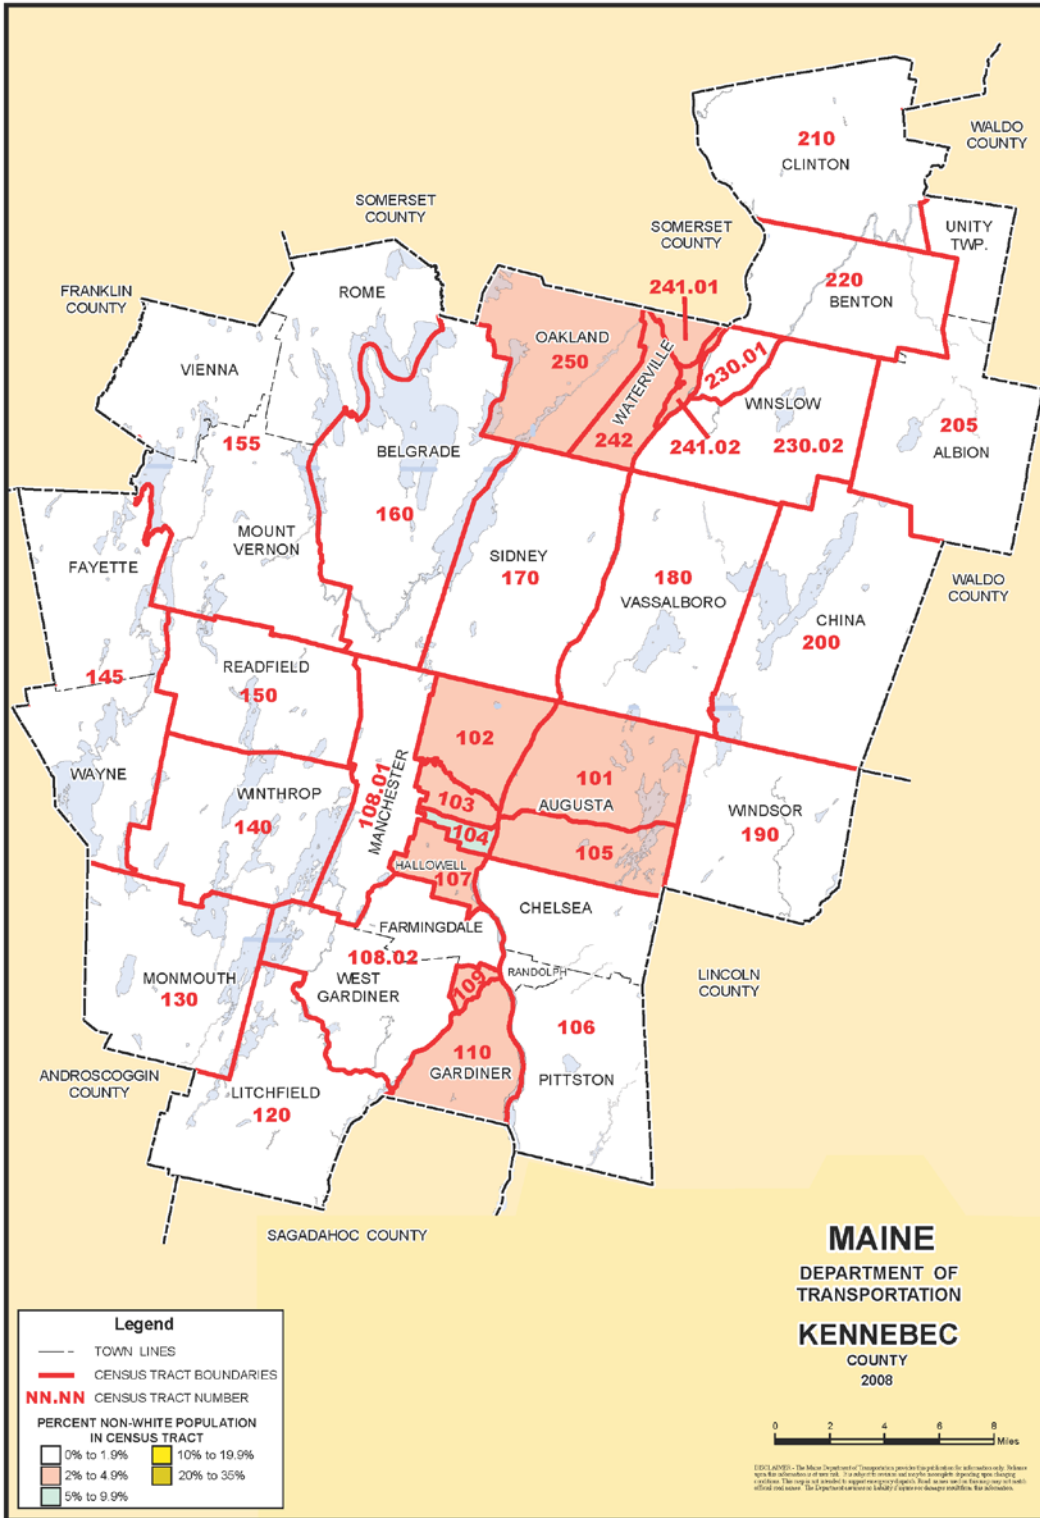 210
CLINTON
WALDO
COUNTY
SOMERSET
COUNTY
SOMERSET
COUNTY
UNITY
TWP.
FRANKLIN
COUNTY
ROME
241.01
220
BENTON
OAKLAND
250
WATERVILLE
230.01
VIENNA
WINSLOW
155
BELGRADE
242
241.02
230.02
205
ALBION
160
MOUNT
VERNON
SIDNEY
170
FAYETTE
180
VASSALBORO
WALDO
COUNTY
CHINA
200
READFIELD
150
145
102
WAYNE
WINTHROP
140
108.01
MANCHESTER
103
101
AUGUSTA
WINDSOR
190
104
105
HALLOWELL
107
CHELSEA
FARMINGDALE
108.02
WEST
GARDINER
109
RANDOLPH
LINCOLN
COUNTY
MONMOUTH
130
106
110
GARDINER
PITTSTON
ANDROSCOGGIN
COUNTY
LITCHFIELD
120
SAGADAHOC COUNTY
MAINE
DEPARTMENT OF
TRANSPORTATION
KENNEBEC
COUNTY
2008
0 2 4 6 8
Miles
Legend
TOWN LINES
CENSUS TRACT BOUNDARIES
NN.NN CENSUS TRACT NUMBER
PERCENT NON-WHITE POPULATION
IN CENSUS TRACT
0% to 1.9% 10% to 19.9%
2% to 4.9% 20% to 35%
5% to 9.9%